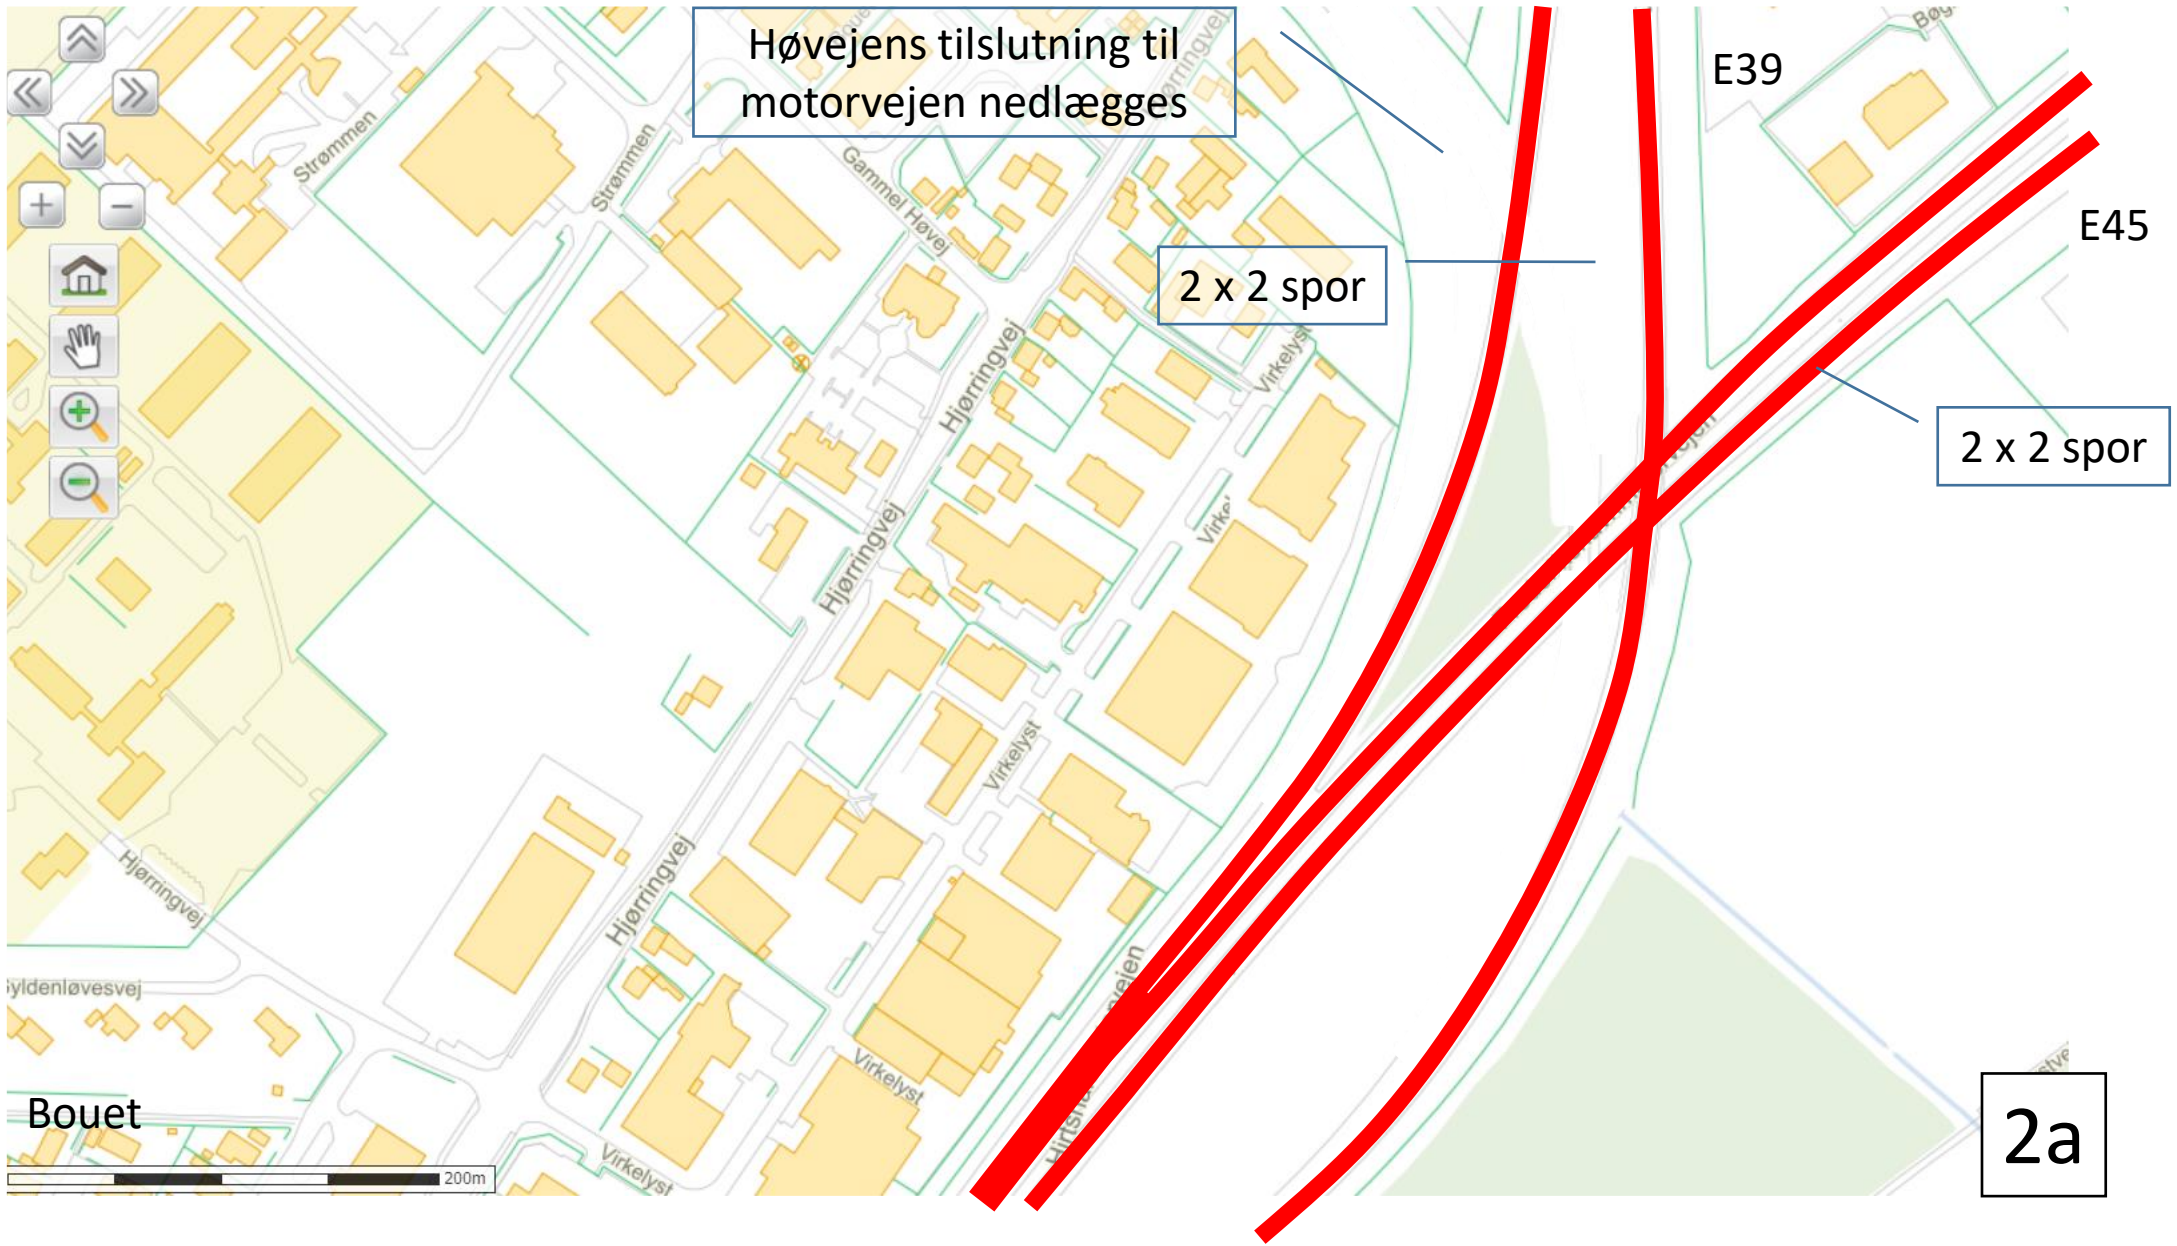 Høvejens tilslutning til
motorvejen nedlægges
E39
E45
2 x 2 spor
2 x 2 spor
Strømmen
Strømmen
Gammel Høvej
Hjørringvej
Virkelyst
Hjørringvej
Virkelyst
Hjørringvej
Hjørringvej
Virkelyst
Virkelyst
Bouet
200m
2a